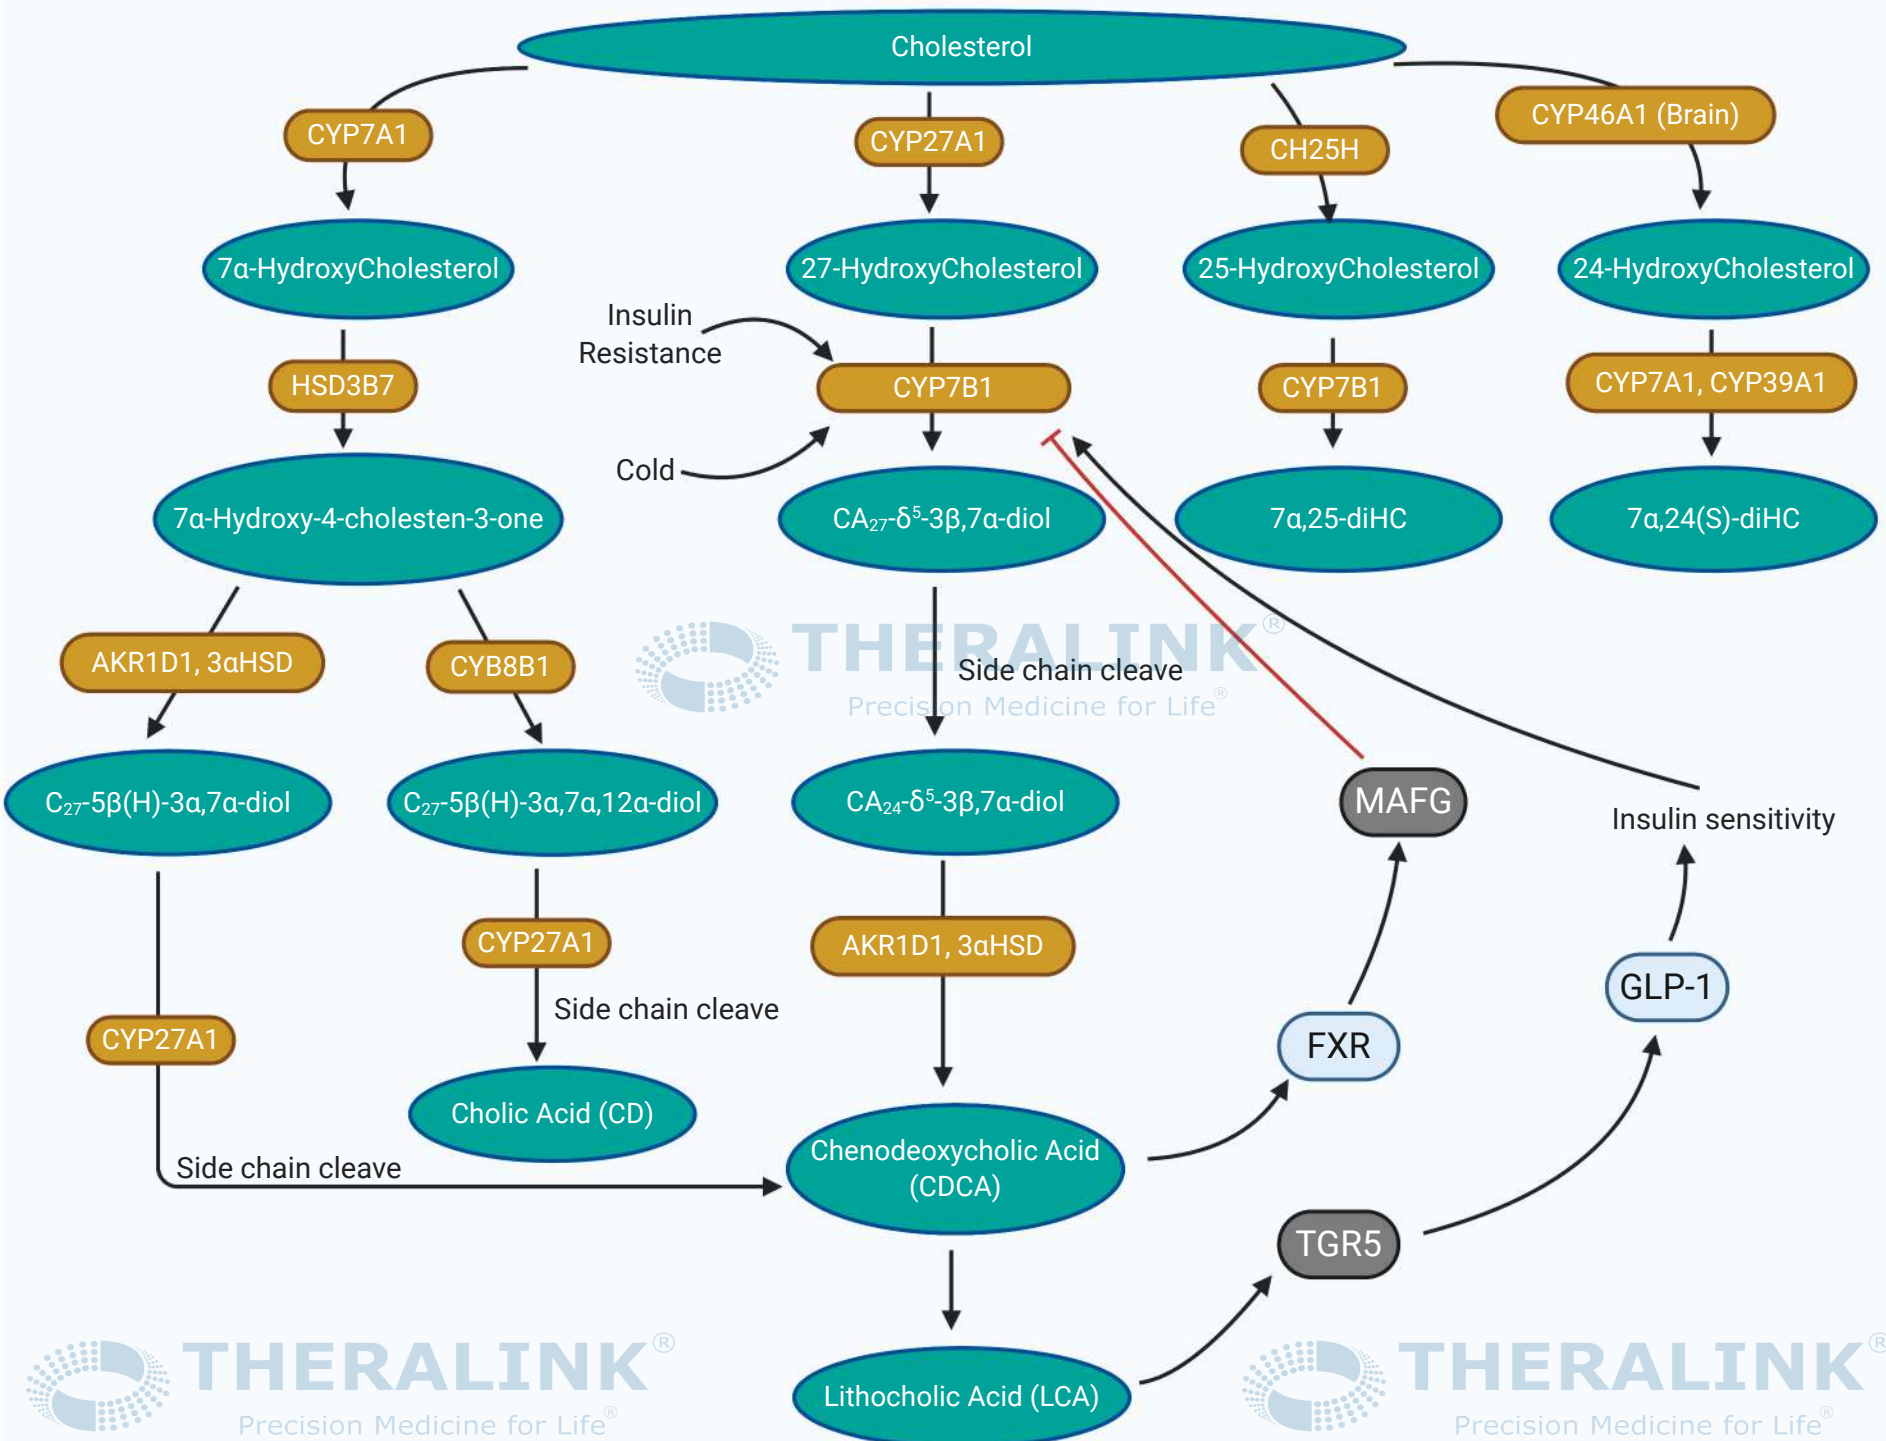 Cholesterol
CYP7A1
CYP27A1
CH25H
CYP46A1 (Brain)
7α-HydroxyCholesterol
27-HydroxyCholesterol
25-HydroxyCholesterol
24-HydroxyCholesterol
Insulin
Resistance
HSD3B7
CYP7B1
CYP7B1
CYP7A1, CYP39A1
Cold
7α-Hydroxy-4-cholesten-3-one
CA₂₇-δ⁵-3β,7α-diol
7α,25-diHC
7α,24(S)-diHC
THERALINK®
Precision Medicine for Life®
AKR1D1, 3αHSD
CYB8B1
Side chain cleave
C₂₇-5β(H)-3α,7α-diol
C₂₇-5β(H)-3α,7α,12α-diol
CA₂₄-δ⁵-3β,7α-diol
MAFG
Insulin sensitivity
CYP27A1
AKR1D1, 3αHSD
GLP-1
Side chain cleave
CYP27A1
FXR
Cholic Acid (CD)
Chenodeoxycholic Acid
(CDCA)
Side chain cleave
TGR5
Lithocholic Acid (LCA)
THERALINK®
Precision Medicine for Life®
THERALINK®
Precision Medicine for Life®